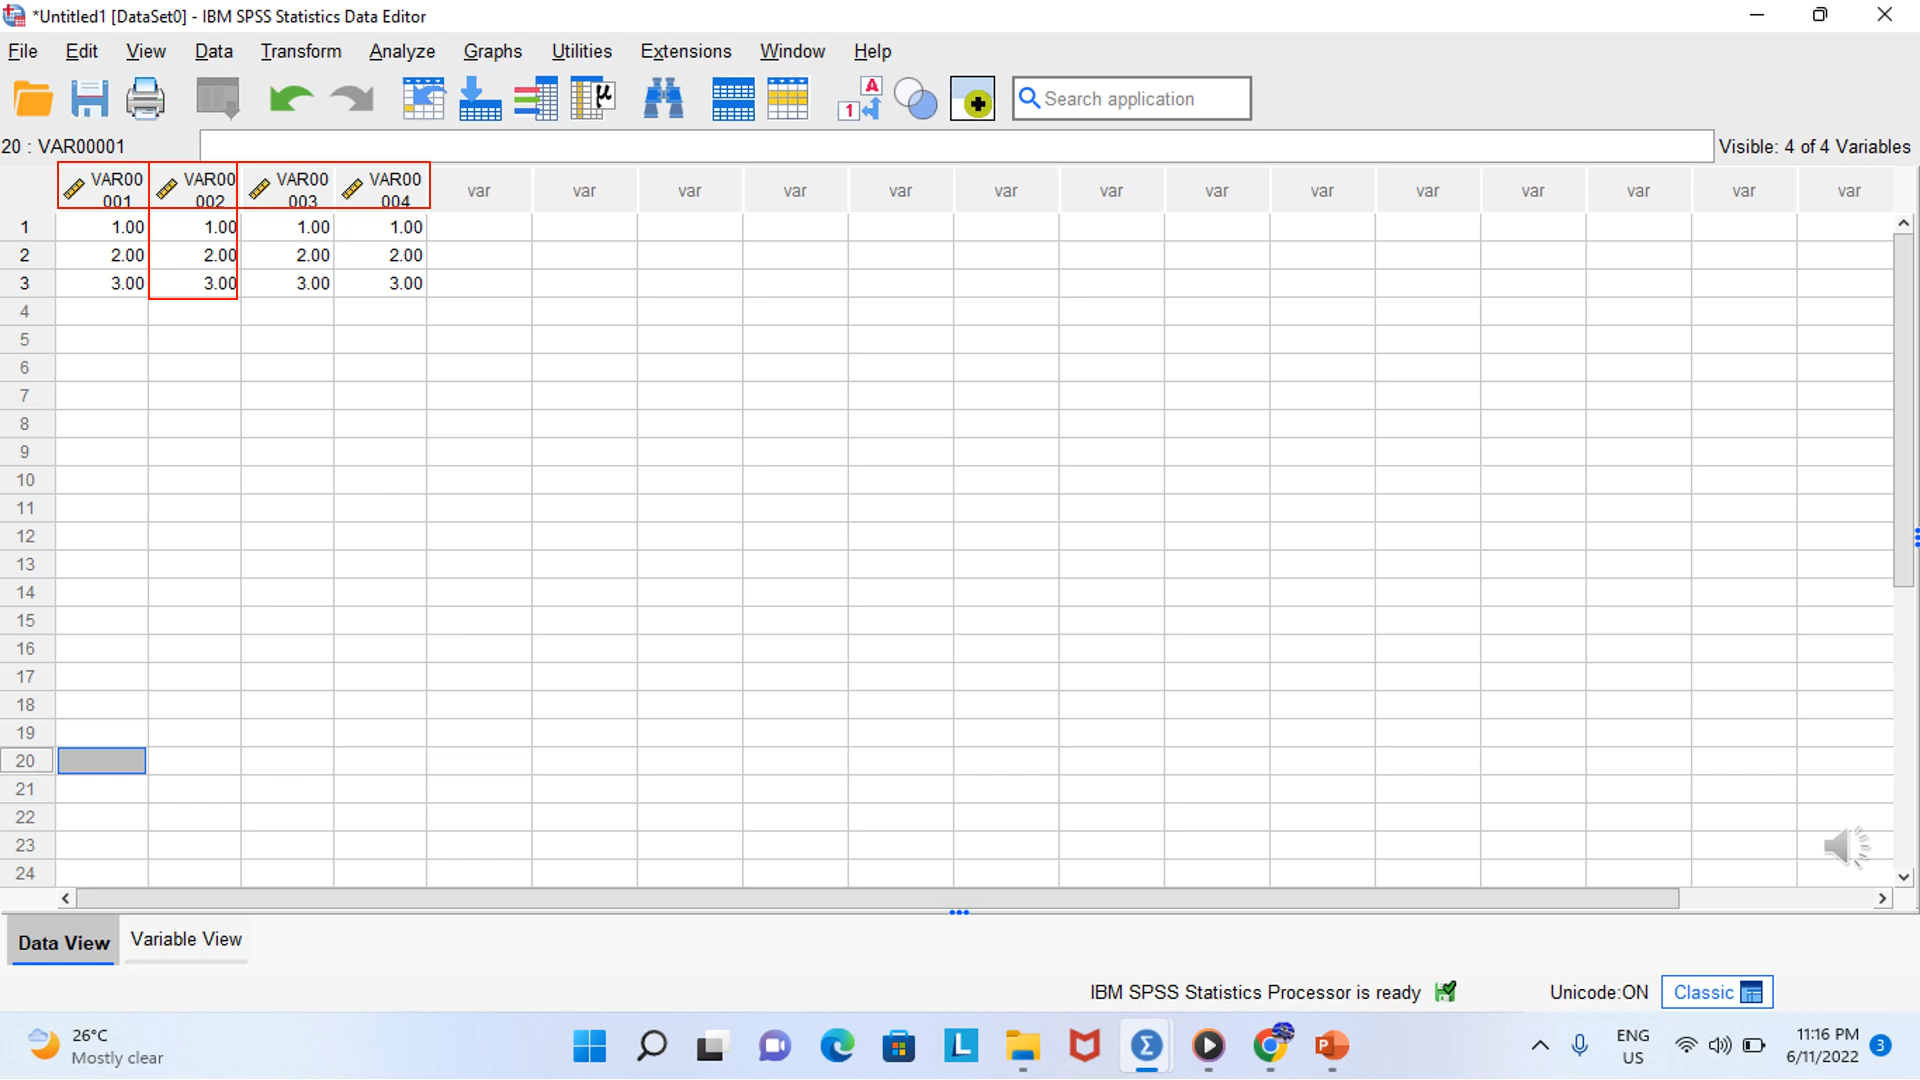 *Untitled1 [DataSet0] - IBM SPSS Statistics Data Editor
File Edit View Data Transform Analyze Graphs Utilities Extensions Window Help
µ A 1 Search application
20 : VAR00001 Visible: 4 of 4 Variables
VAR00 VAR00 VAR00 VAR00
001 002 003 004 var var var var var var var var var var var var var var
1 1.00 1.00 1.00 1.00
2 2.00 2.00 2.00 2.00
3 3.00 3.00 3.00 3.00
4
5
6
7
8
9
10
11
12
13
14
15
16
17
18
19
20
21
22
23
24
Data View Variable View
IBM SPSS Statistics Processor is ready Unicode:ON Classic
26°C
Mostly clear
L Σ P
ENG
US
11:16 PM
6/11/2022 3